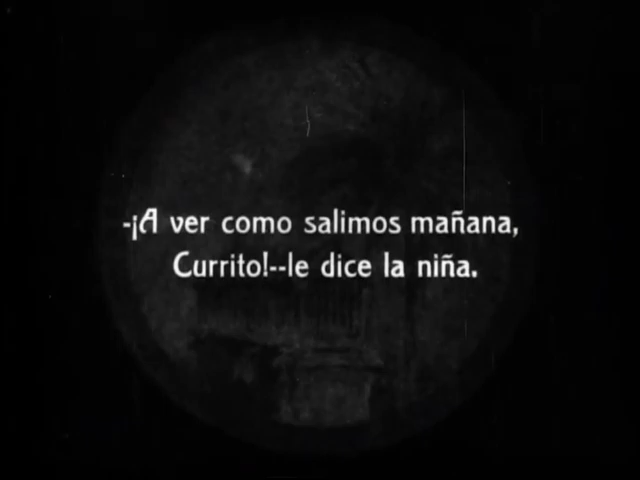 -¡A ver como salimos mañana,
Currito!--le dice la niña.